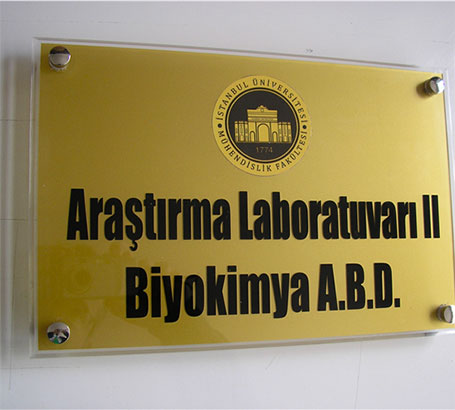 İSTANBUL ÜNİVERSİTESİ
MÜHENDİSLİK FAKÜLTESİ
1774
Araştırma Laboratuvarı II
Biyokimya A.B.D.